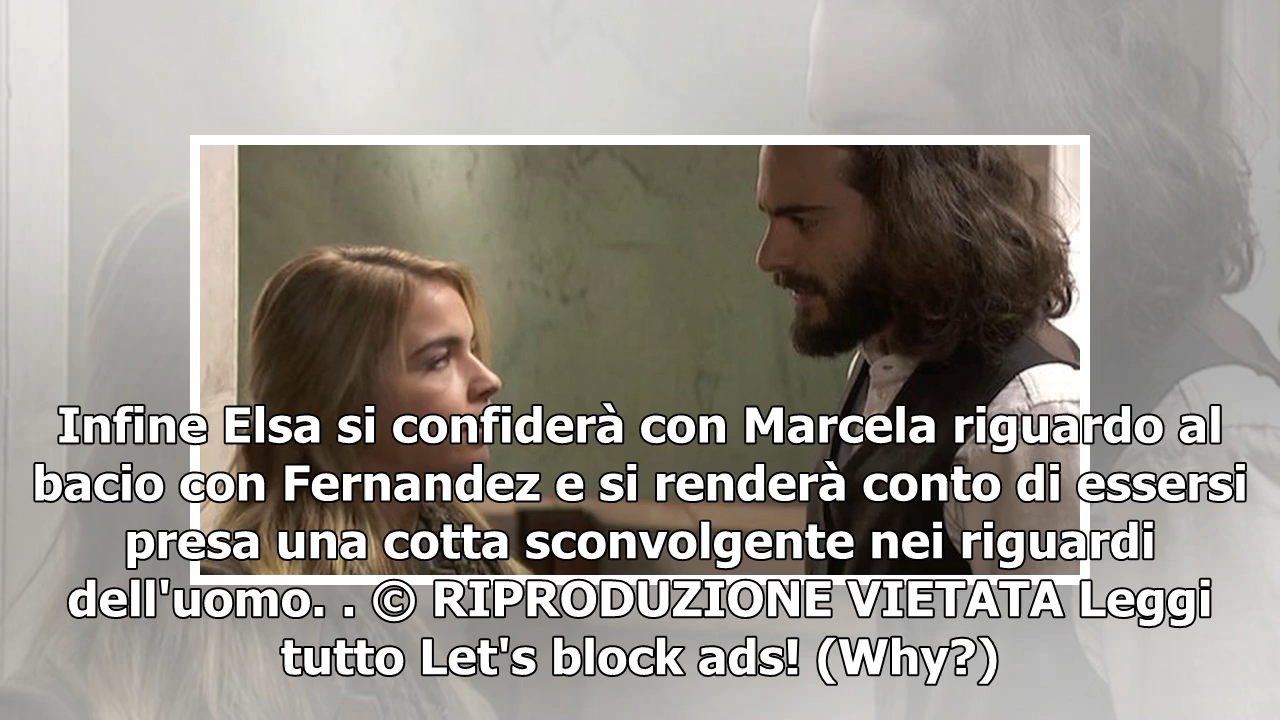 Infine Elsa si confiderà con Marcela riguardo al
bacio con Fernandez e si renderà conto di essersi
presa una cotta sconvolgente nei riguardi
dell'uomo. . © RIPRODUZIONE VIETATA Leggi
tutto Let's block ads! (Why?)